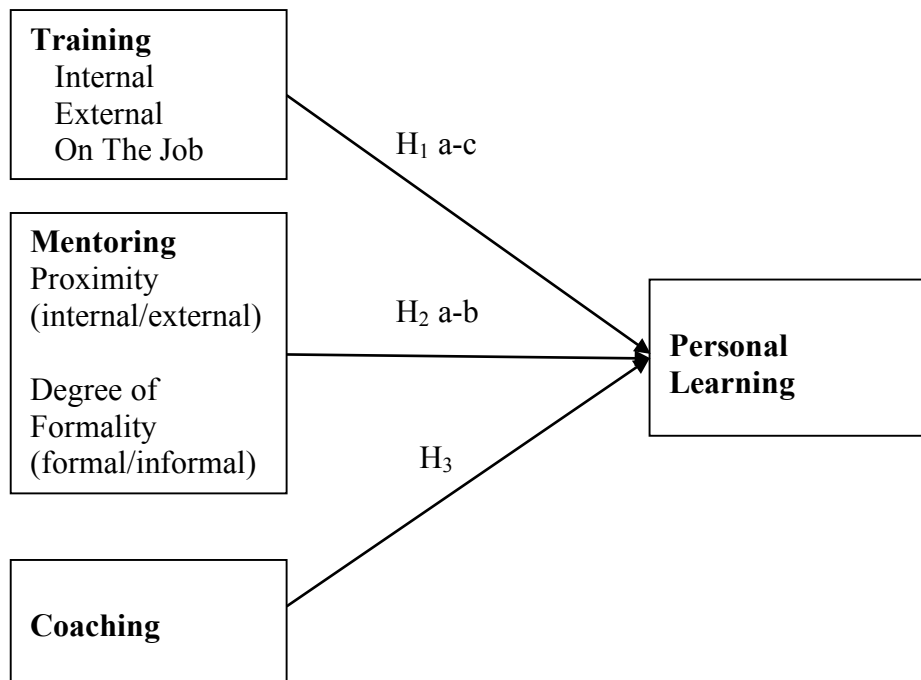 Training
Internal
External
On The Job
H₁ a-c
Mentoring
Proximity
(internal/external)
Degree of
Formality
(formal/informal)
H₂ a-b
Personal
Learning
H₃
Coaching